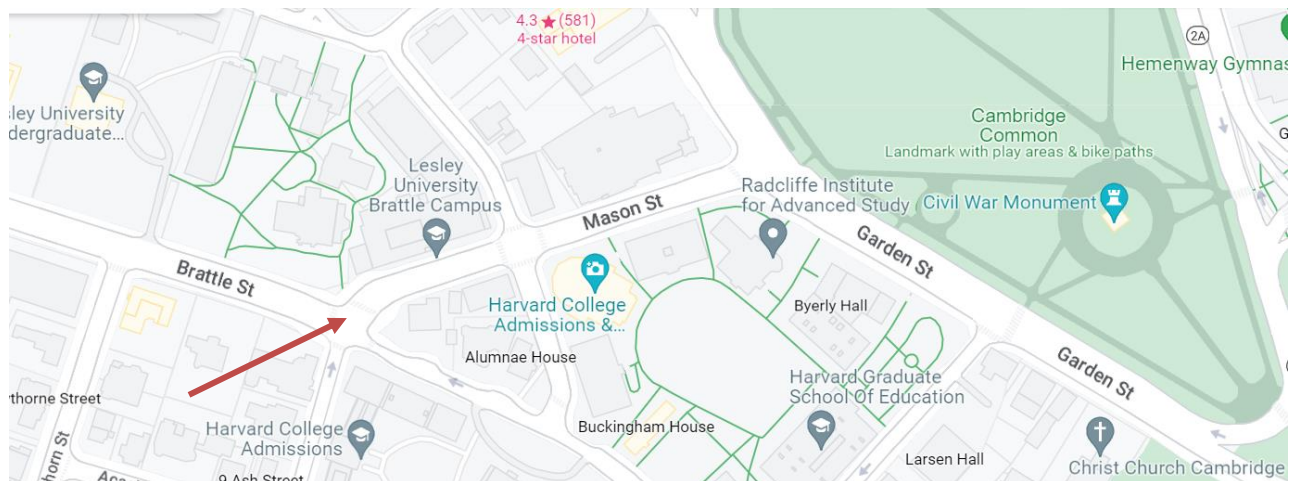 4.3 ★ (581)
4-star hotel
2A
Hemenway Gymnas
Cambridge
Common
Landmark with play areas & bike paths
sley University
dergraduate...
G
Lesley
University
Brattle Campus
Mason St
Radcliffe Institute
for Advanced Study
Civil War Monument
Garden St
Brattle St
Harvard College
Admissions &...
Byerly Hall
Alumnae House
Garden St
Harvard Graduate
School Of Education
wthorne Street
Harvard College
Admissions
Buckingham House
Larsen Hall
Christ Church Cambridge
horn St
9 Ash Street